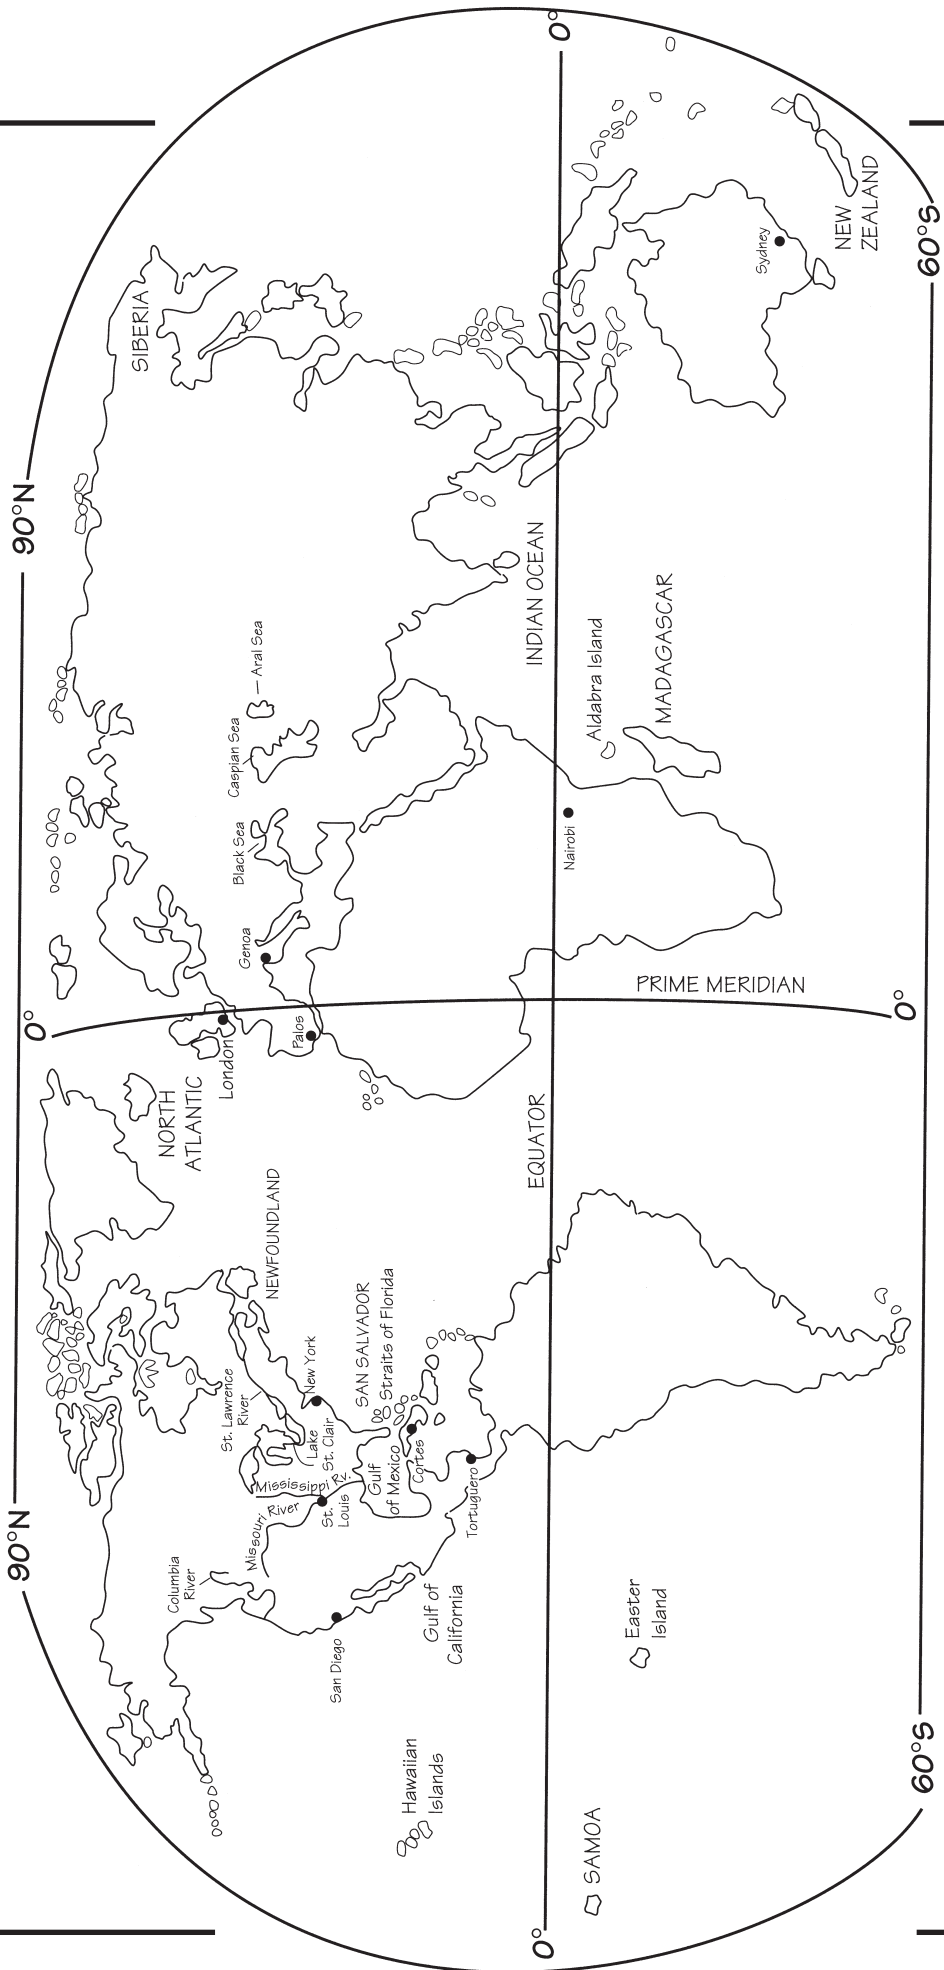 90°N
0°
90°N
SIBERIA
Columbia
River
NORTH
ATLANTIC
London
St. Lawrence
River
NEWFOUNDLAND
Genoa
Black Sea
Caspian Sea
Aral Sea
Missouri River
Mississippi Rv.
St.
Louis
Lake
St. Clair
New York
Palos
San Diego
SAN SALVADOR
Straits of Florida
Gulf
of Mexico
Cortes
Gulf of
California
Hawaiian
Islands
Tortuguero
0°
EQUATOR
INDIAN OCEAN
0°
Nairobi
Aldabra Island
SAMOA
Easter
Island
MADAGASCAR
PRIME MERIDIAN
Sydney
NEW
ZEALAND
60°S
0°
60°S